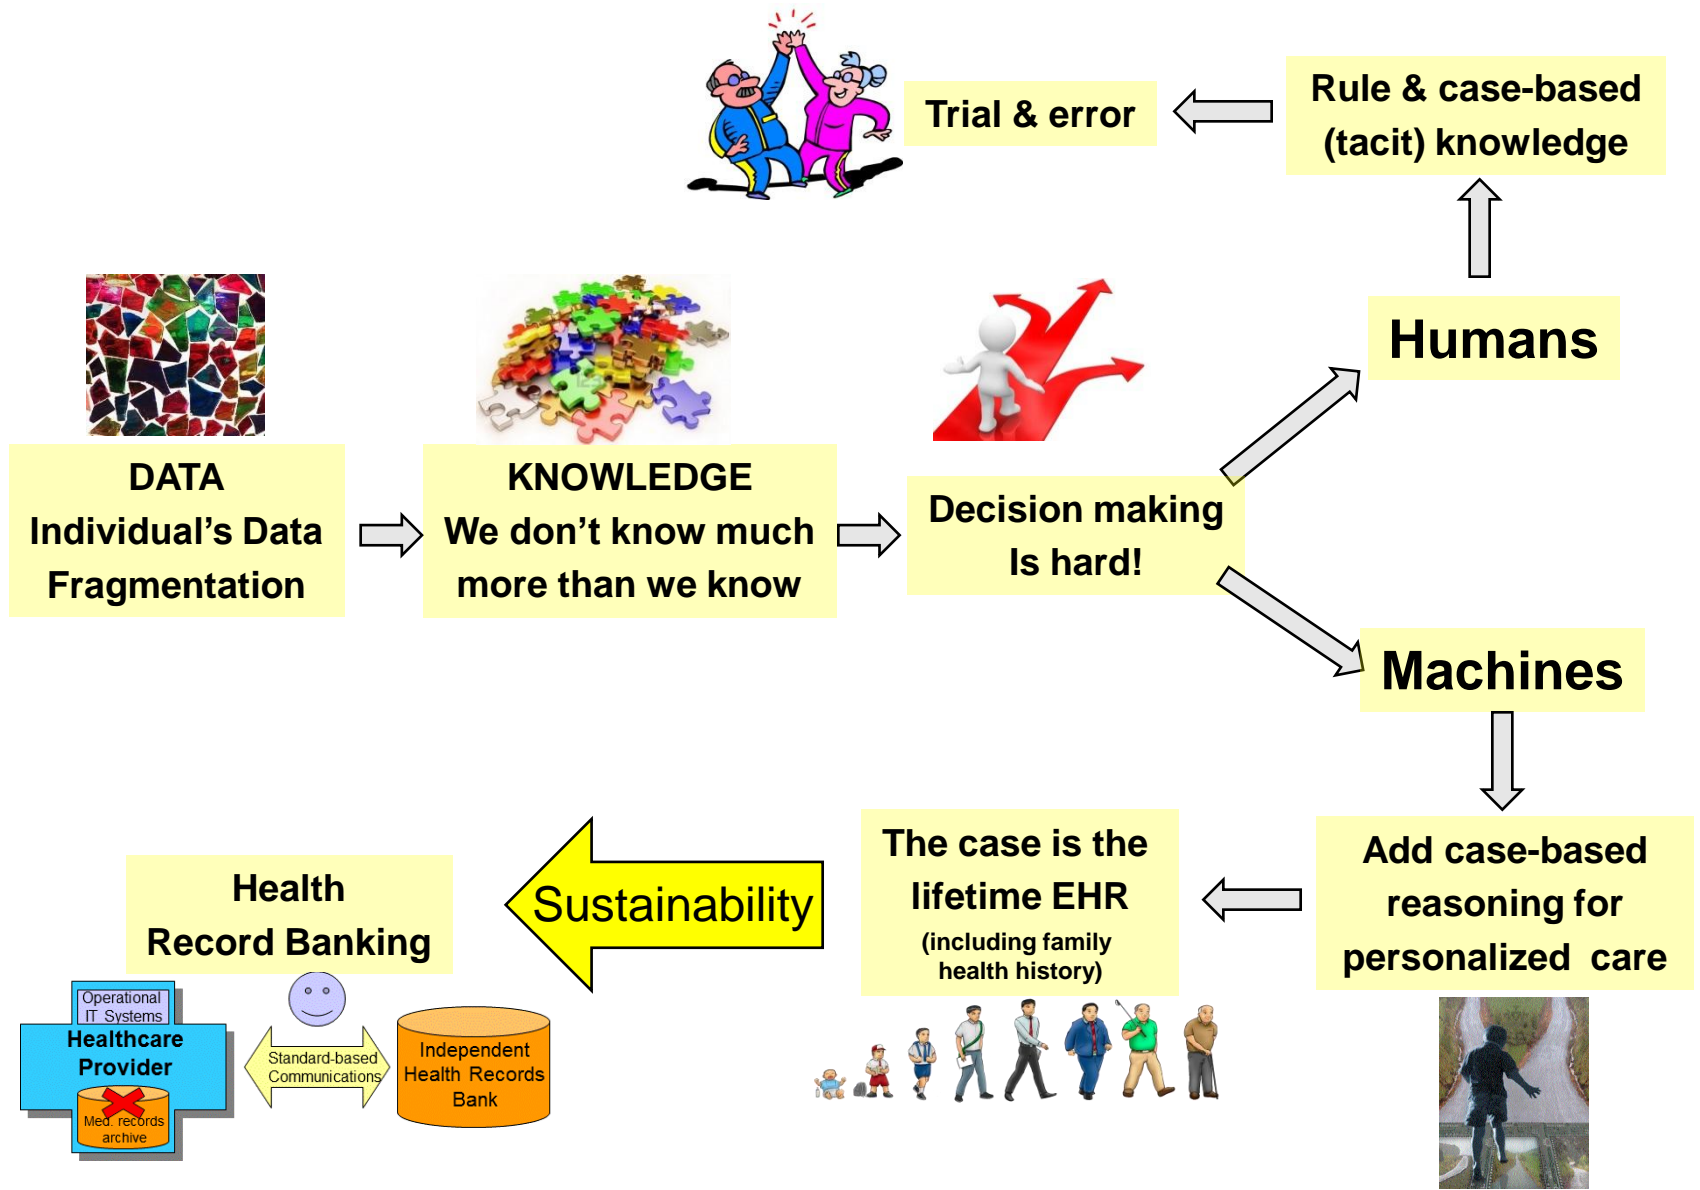 Trial & error
Rule & case-based
(tacit) knowledge
Humans
DATA
Individual’s Data
Fragmentation
KNOWLEDGE
We don’t know much
more than we know
Decision making
Is hard!
Machines
Add case-based
reasoning for
personalized care
The case is the
lifetime EHR
(including family
health history)
Sustainability
Health
Record Banking
Operational
IT Systems
Healthcare
Provider
Med. records
archive
Standard-based
Communications
Independent
Health Records
Bank